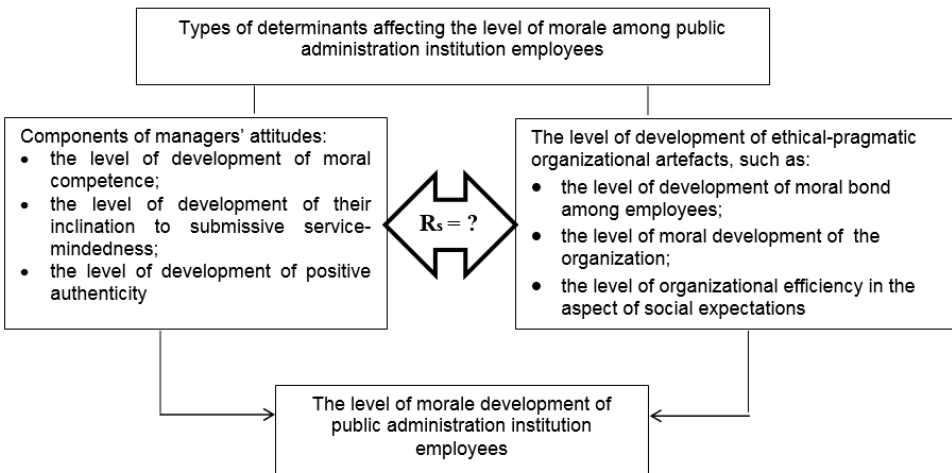 Types of determinants affecting the level of morale among public
administration institution employees
Components of managers' attitudes:
• the level of development of moral
competence;
• the level of development of their
inclination to submissive service-
mindedness;
• the level of development of positive
authenticity
Rs = ?
The level of development of ethical-pragmatic
organizational artefacts, such as:
• the level of development of moral bond
among employees;
• the level of moral development of the
organization;
• the level of organizational efficiency in the
aspect of social expectations
The level of morale development of
public administration institution
employees